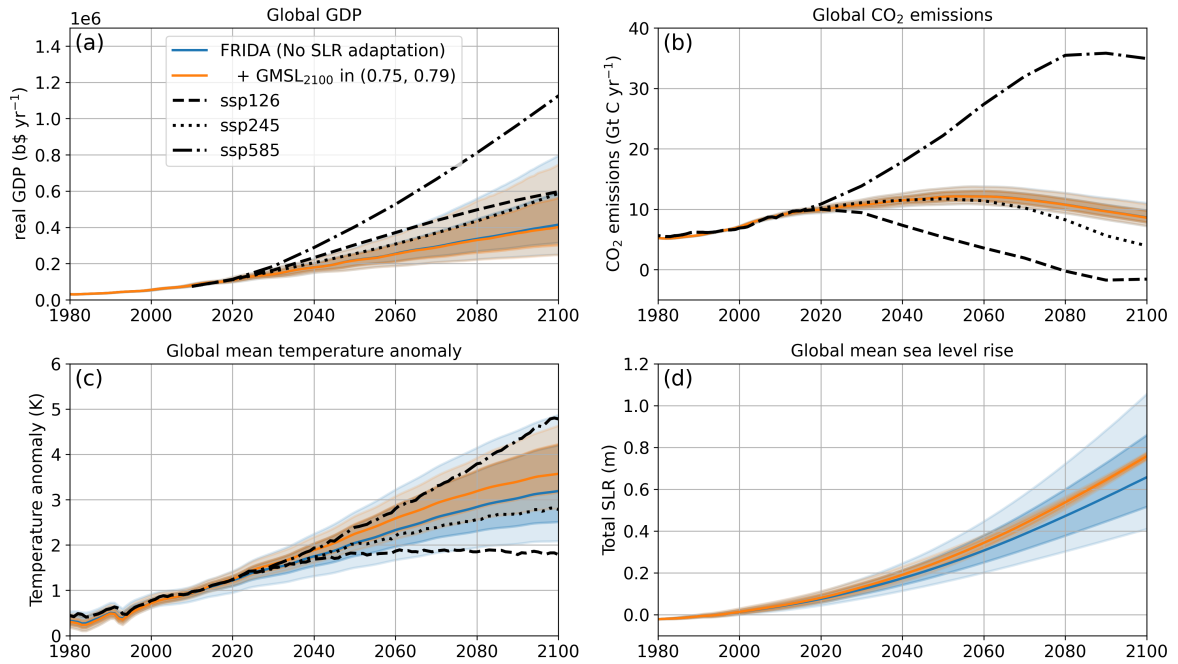 Global GDP
1e6
(a)
FRIDA (No SLR adaptation)
+ GMSL2100 in (0.75, 0.79)
ssp126
ssp245
ssp585
real GDP (b$ yr−1)
1.4
1.2
1.0
0.8
0.6
0.4
0.2
0.0
1980 2000 2020 2040 2060 2080 2100
Global CO2 emissions
(b)
CO2 emissions (Gt C yr−1)
40
30
20
10
0
1980 2000 2020 2040 2060 2080 2100
Global mean temperature anomaly
(c)
Temperature anomaly (K)
6
5
4
3
2
1
0
1980 2000 2020 2040 2060 2080 2100
Global mean sea level rise
(d)
Total SLR (m)
1.2
1.0
0.8
0.6
0.4
0.2
0.0
1980 2000 2020 2040 2060 2080 2100